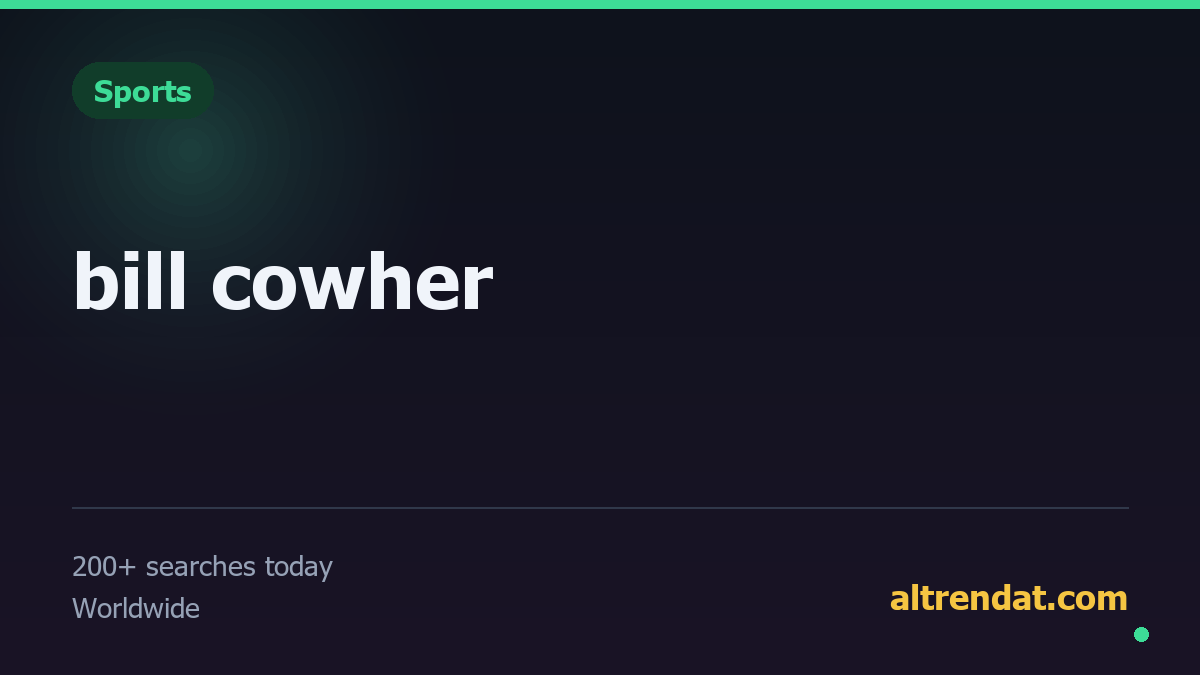 Sports
bill cowher
200+ searches today
Worldwide
altrendat.com